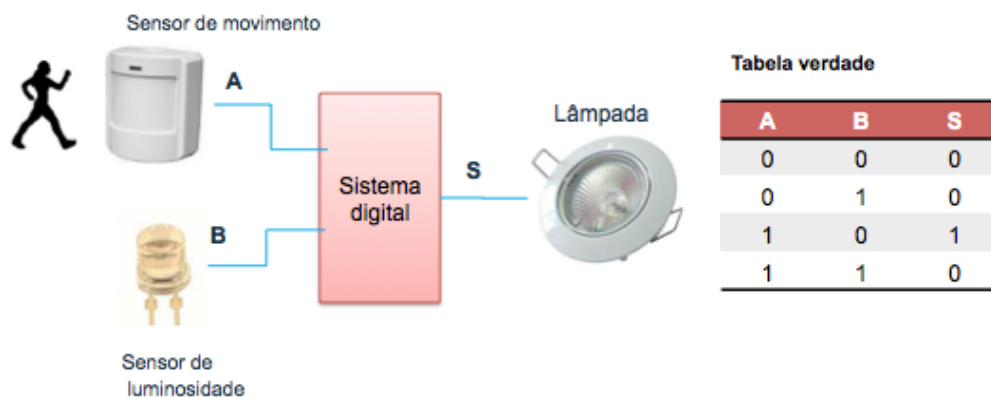 Sensor de movimento
A
Tabela verdade
Lâmpada
A B S
0 0 0
0 1 0
1 0 1
1 1 0
S
Sistema
digital
B
Sensor de
luminosidade